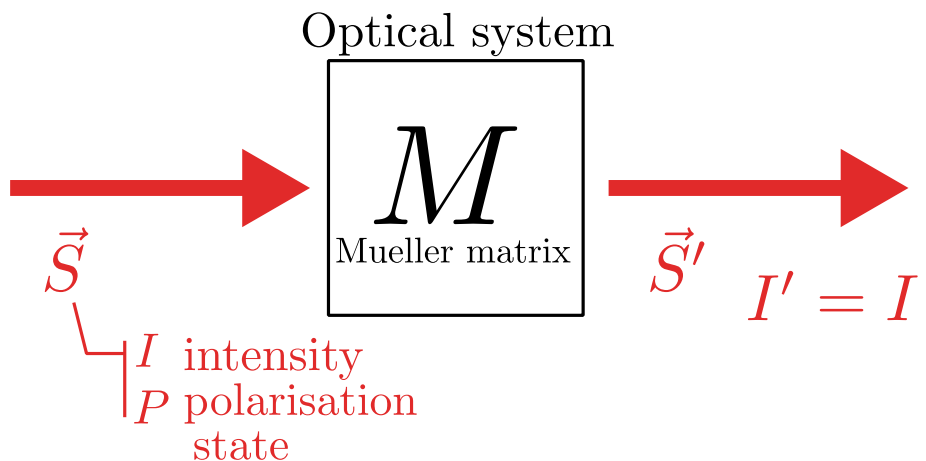 Optical system
M
Mueller matrix
S⃗
S⃗′
I′ = I
I intensity
P polarisation
state